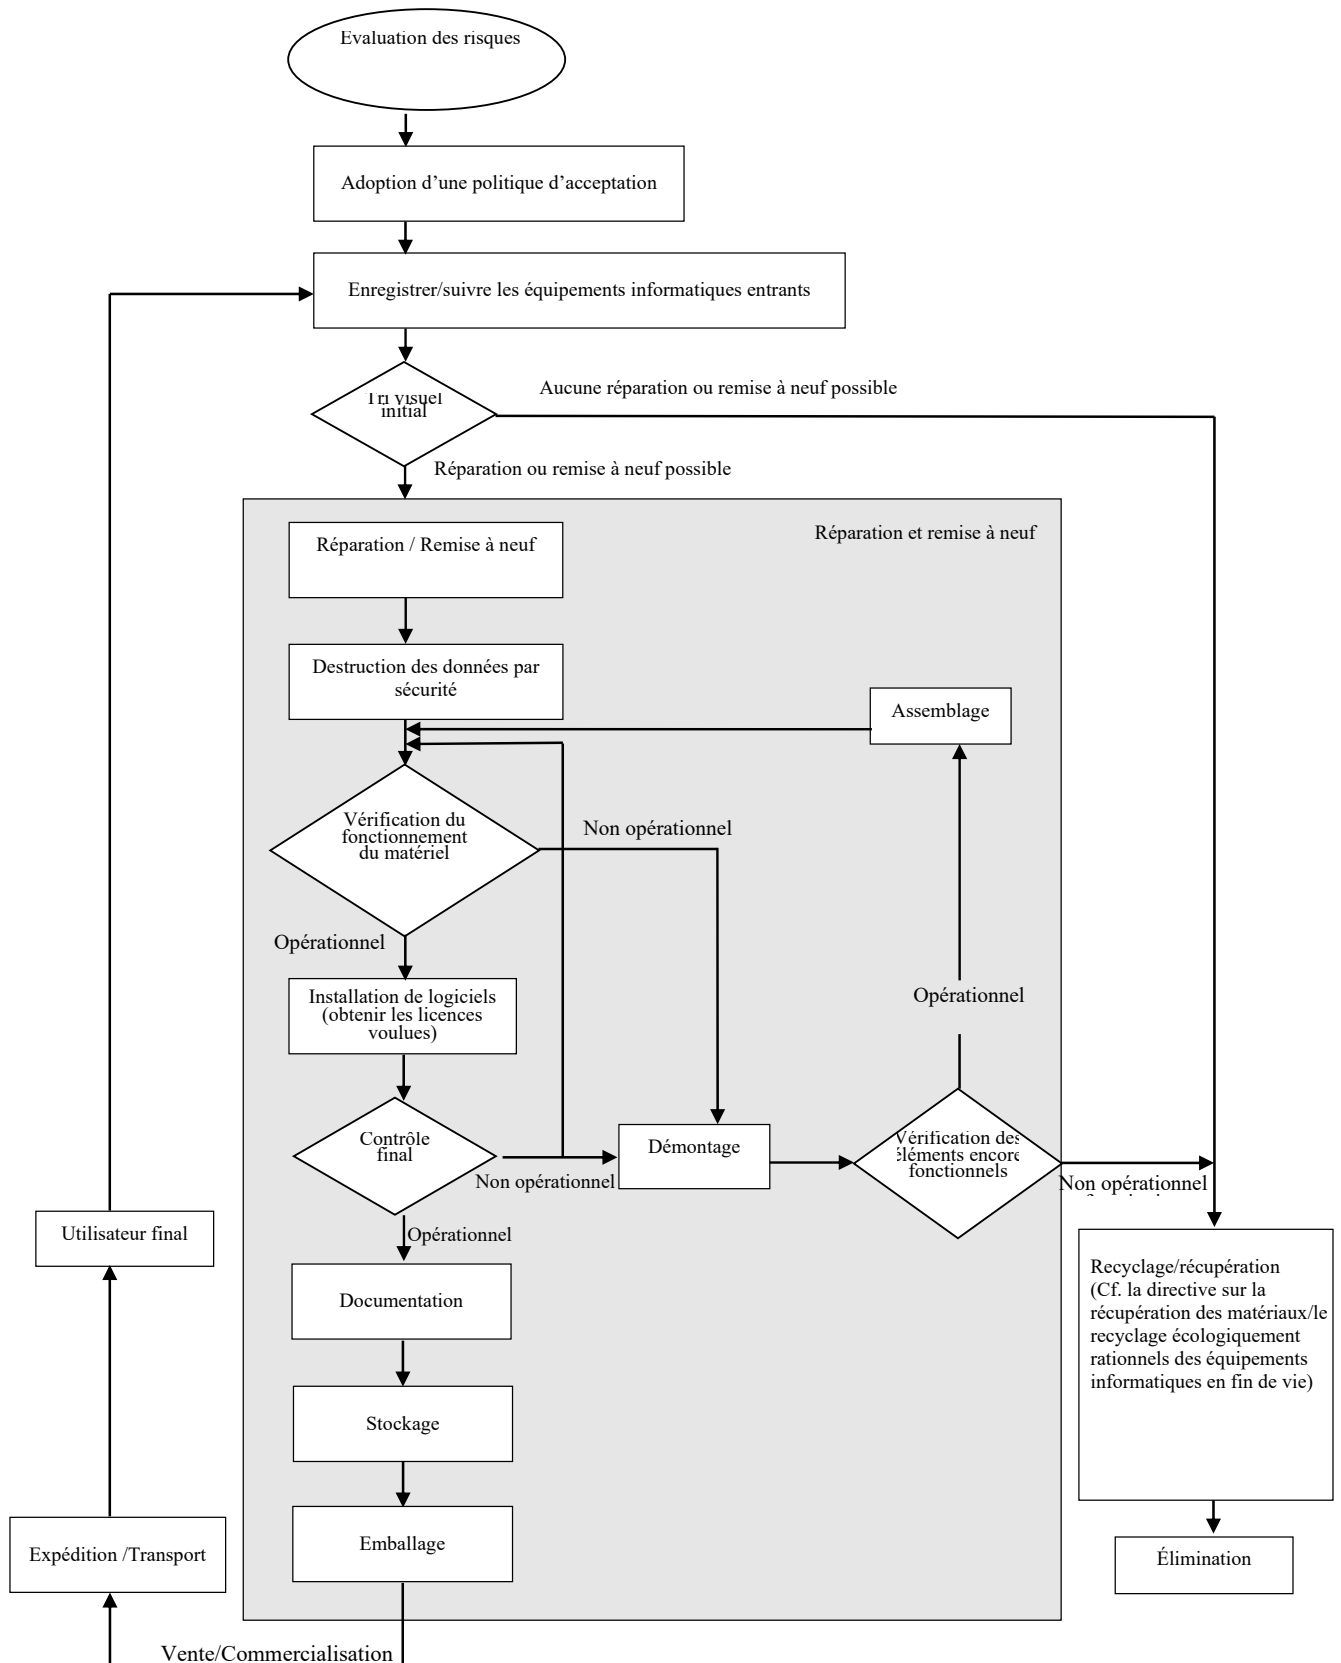 Evaluation des risques
Adoption d’une politique d’acceptation
Enregistrer/suivre les équipements informatiques entrants
Tri visuel
initial
Aucune réparation ou remise à neuf possible
Réparation ou remise à neuf possible
Réparation et remise à neuf
Réparation / Remise à neuf
Destruction des données par
sécurité
Assemblage
Vérification du
fonctionnement
du matériel
Non opérationnel
Opérationnel
Installation de logiciels
(obtenir les licences
voulues)
Opérationnel
Contrôle
final
Non opérationnel
Démontage
Vérification des
éléments encore
fonctionnels
Non opérationnel
Opérationnel
Utilisateur final
Documentation
Recyclage/récupération
(Cf. la directive sur la
récupération des matériaux/le
recyclage écologiquement
rationnels des équipements
informatiques en fin de vie)
Stockage
Emballage
Expédition /Transport
Élimination
Vente/Commercialisation